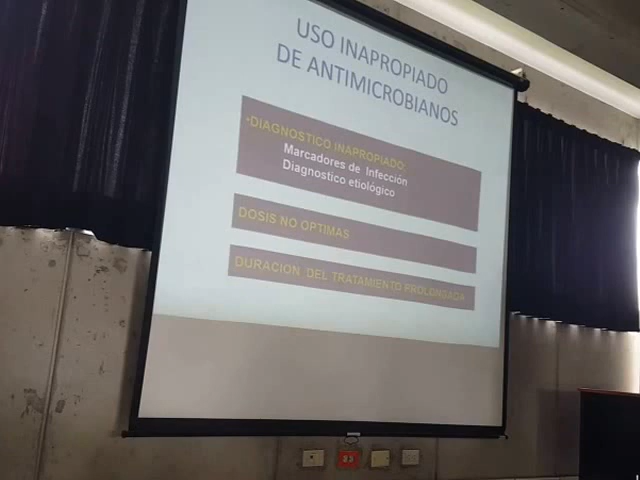 USO INAPROPIADO
DE ANTIMICROBIANOS
•DIAGNOSTICO INAPROPIADO:
Marcadores de Infección
Diagnostico etiológico
DOSIS NO OPTIMAS
DURACION DEL TRATAMIENTO PROLONGADA